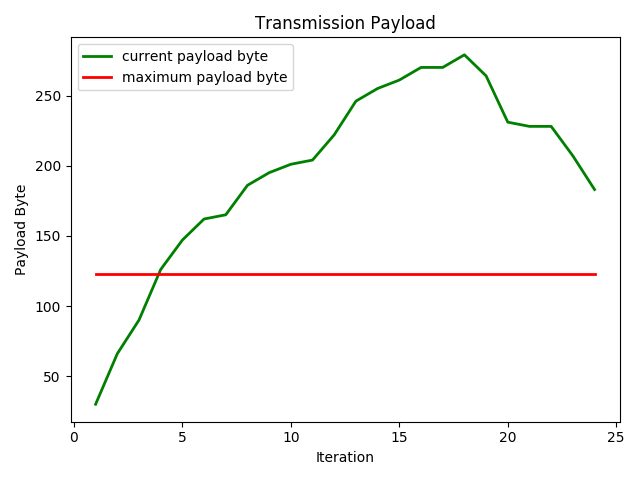 Transmission Payload
current payload byte
maximum payload byte
Payload Byte
250
200
150
100
50
0
5
10
15
20
25
Iteration